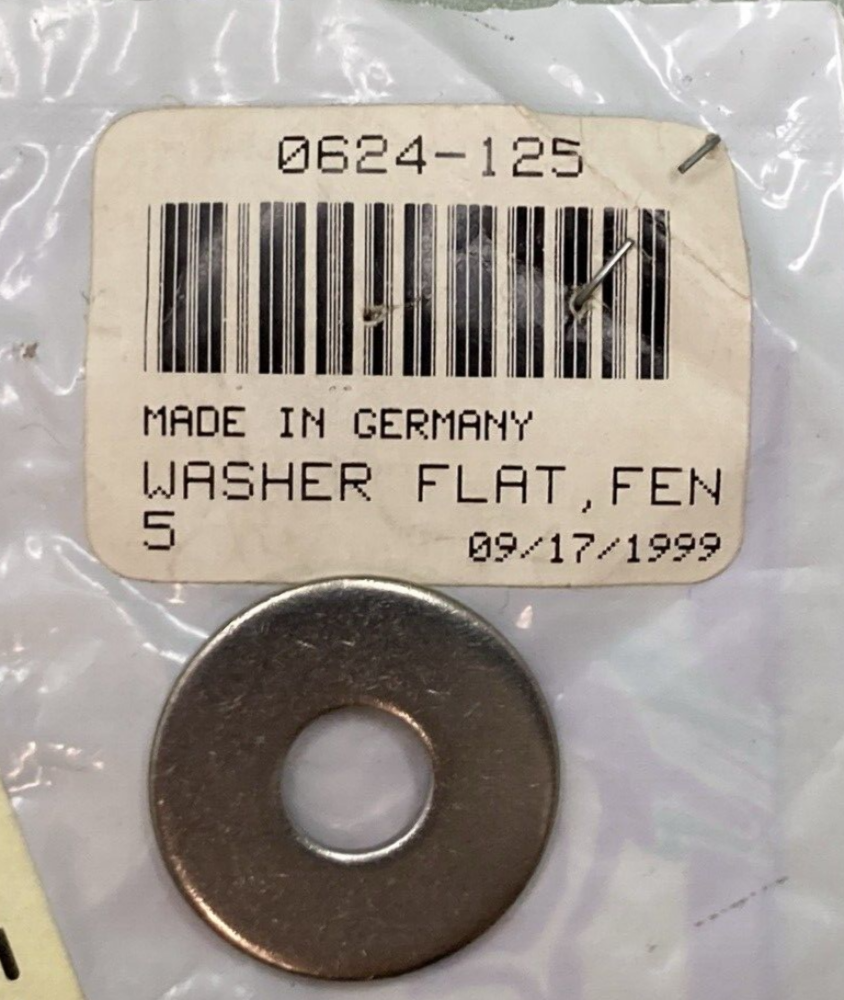 0624-125
MADE IN GERMANY
WASHER FLAT,FEN
5
09/17/1999